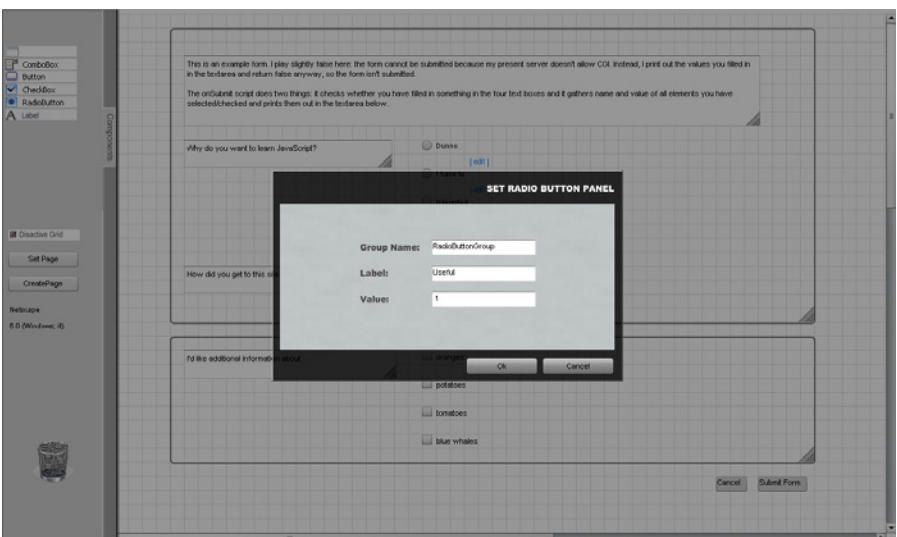 ComboBox
Button
CheckBox
RadioButton
Label
Components
Disactive Grid
Set Page
CreatePage
Netscape
5.0 (Windows; it)
This is an example form. I play slightly false here: the form cannot be submitted because my present server doesn't allow CGI. Instead, I print out the values you filled in
in the textarea and return false anyway, so the form isn't submitted.
The onSubmit script does two things: it checks whether you have filled in something in the four text boxes and it gathers name and value of all elements you have
selected/checked and prints them out in the textarea below.
Why do you want to learn JavaScript?
Dunno
[ edit ]
SET RADIO BUTTON PANEL
Group Name: RadioButtonGroup
Label: Useful
Value: 1
Ok
Cancel
How did you get to this
I'd like additional information about
oranges
potatoes
tomatoes
blue whales
Cancel
Submit Form